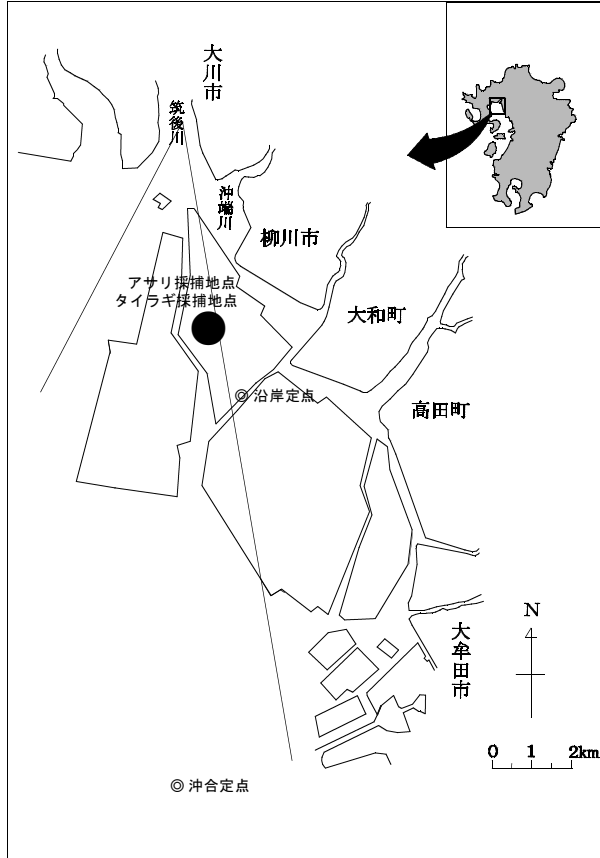 大川市
筑後川
沖端川
柳川市
アサリ採捕地点
タイラギ採捕地点
大和町
沿岸定点
高田町
N
大牟田市
0 1 2km
沖合定点